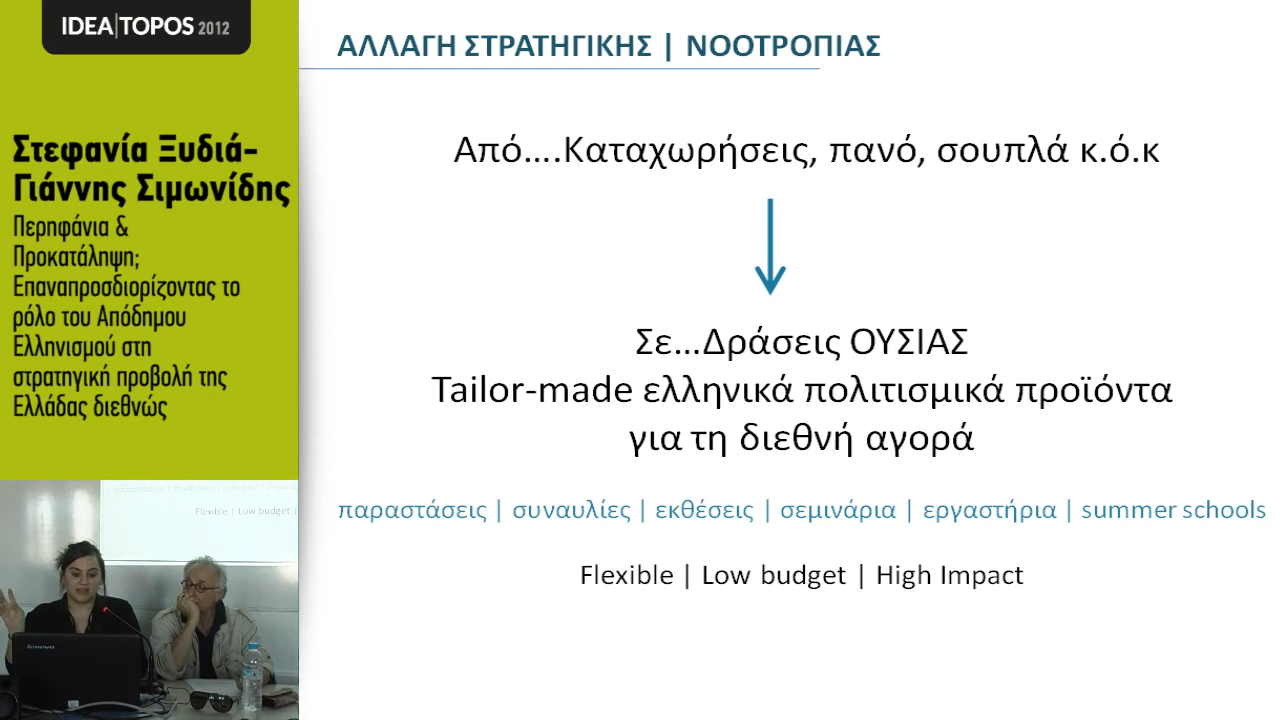 IDEA|TOPOS 2012
Στεφανία Ξυδιά-
Γιάννης Σιμωνίδης
Περηφάνια &
Προκατάληψη;
Επαναπροσδιορίζοντας το
ρόλο του Απόδημου
Ελληνισμού στη
στρατηγική προβολή της
Ελλάδας διεθνώς
ΑΛΛΑΓΗ ΣΤΡΑΤΗΓΙΚΗΣ | ΝΟΟΤΡΟΠΙΑΣ
Από....Καταχωρήσεις, πανό, σουπλά κ.ό.κ
Σε...Δράσεις ΟΥΣΙΑΣ
Tailor-made ελληνικά πολιτισμικά προϊόντα
για τη διεθνή αγορά
παραστάσεις | συναυλίες | εκθέσεις | σεμινάρια | εργαστήρια | summer schools
Flexible | Low budget | High Impact
Flexible | Low budget |
lenovo